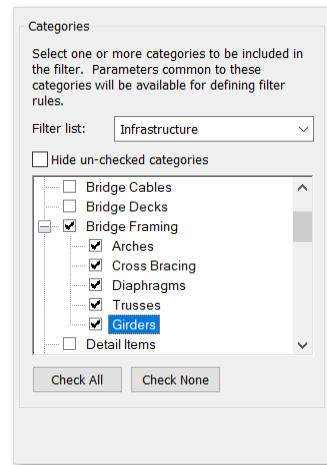 Categories
Select one or more categories to be included in
the filter.  Parameters common to these
categories will be available for defining filter
rules.
Filter list: Infrastructure
Hide un-checked categories
Bridge Cables
Bridge Decks
Bridge Framing
Arches
Cross Bracing
Diaphragms
Trusses
Girders
Detail Items
Check All Check None